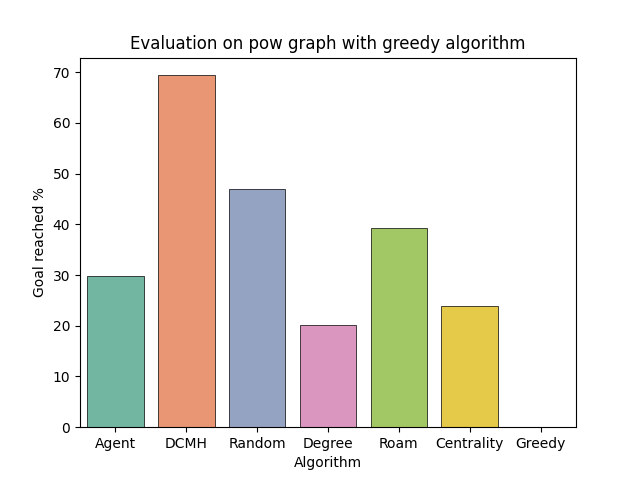 Evaluation on pow graph with greedy algorithm
Goal reached %
70
60
50
40
30
20
10
0
Agent DCMH Random Degree Roam Centrality Greedy
Algorithm